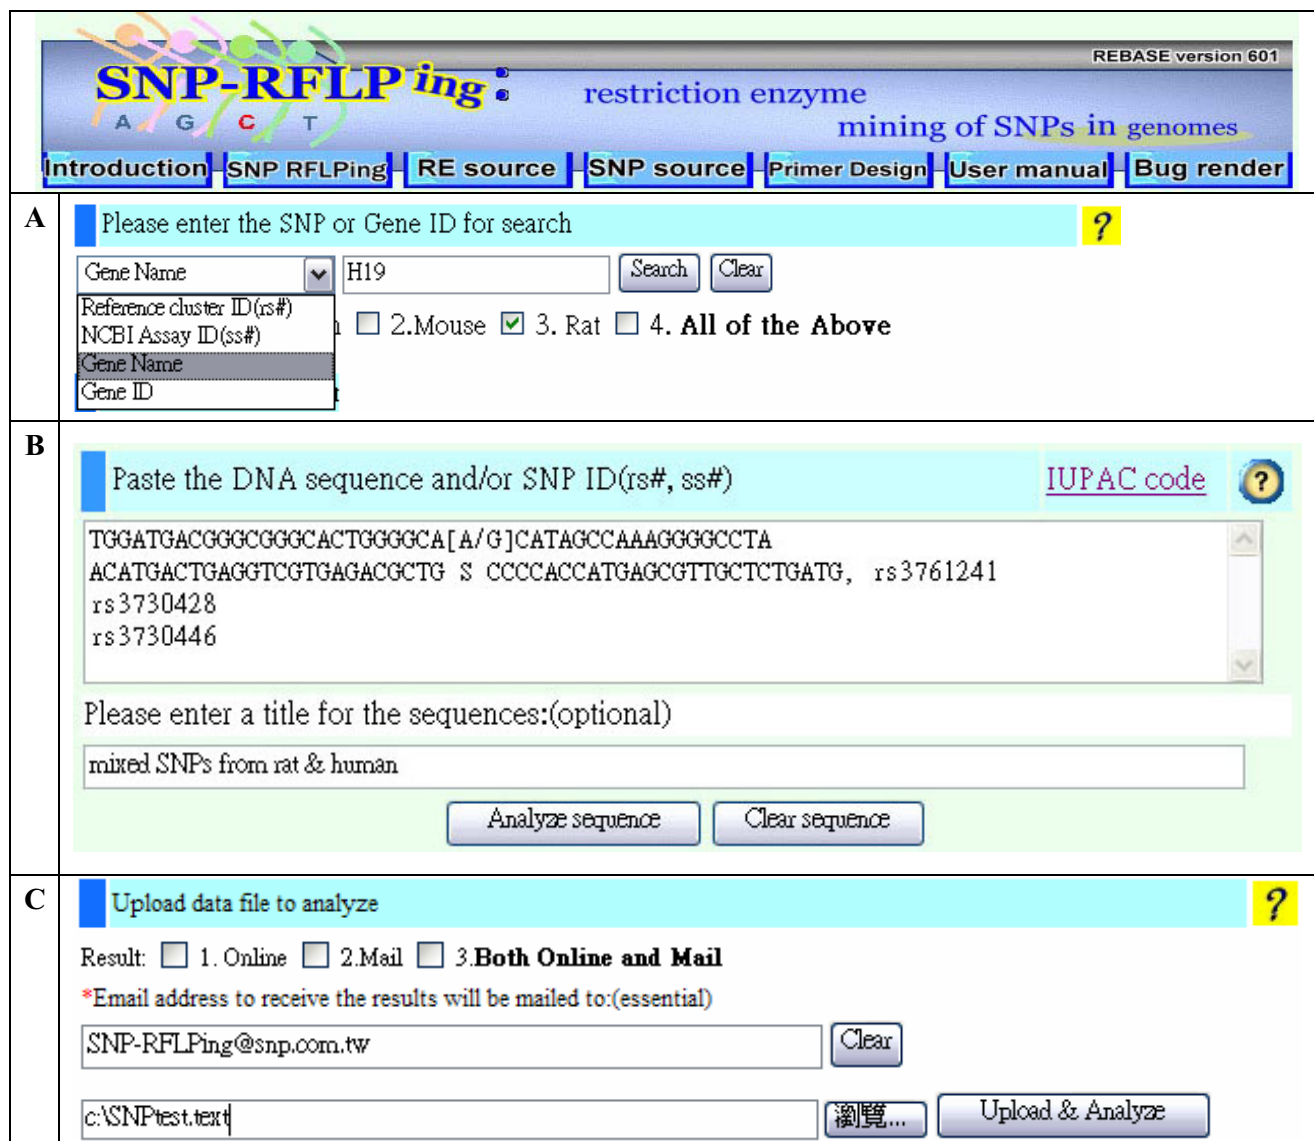 REBASE version 601
SNP-RFLPing:
restriction enzyme
mining of SNPs in genomes
A G C T
Introduction SNP RFLPing RE source SNP source Primer Design User manual Bug render
A
Please enter the SNP or Gene ID for search ?
Gene Name H19 Search Clear
Reference cluster ID(rs#)
NCBI Assay ID(ss#)
Gene Name
Gene ID
2.Mouse 3. Rat 4. All of the Above
B
Paste the DNA sequence and/or SNP ID(rs#, ss#) IUPAC code ?
TGGATGACGGGCGGGCACTGGGGCA[A/G]CATAGCCAAAGGGGCCTA
ACATGACTGAGGTCGTGAGACGCTG S CCCCACCATGAGCGTTGCTCTGATG, rs3761241
rs3730428
rs3730446
Please enter a title for the sequences:(optional)
mixed SNPs from rat & human
Analyze sequence Clear sequence
C
Upload data file to analyze ?
Result: 1. Online 2.Mail 3.Both Online and Mail
*Email address to receive the results will be mailed to:(essential)
SNP-RFLPing@snp.com.tw Clear
c:\SNPtest.text 瀏覽... Upload & Analyze